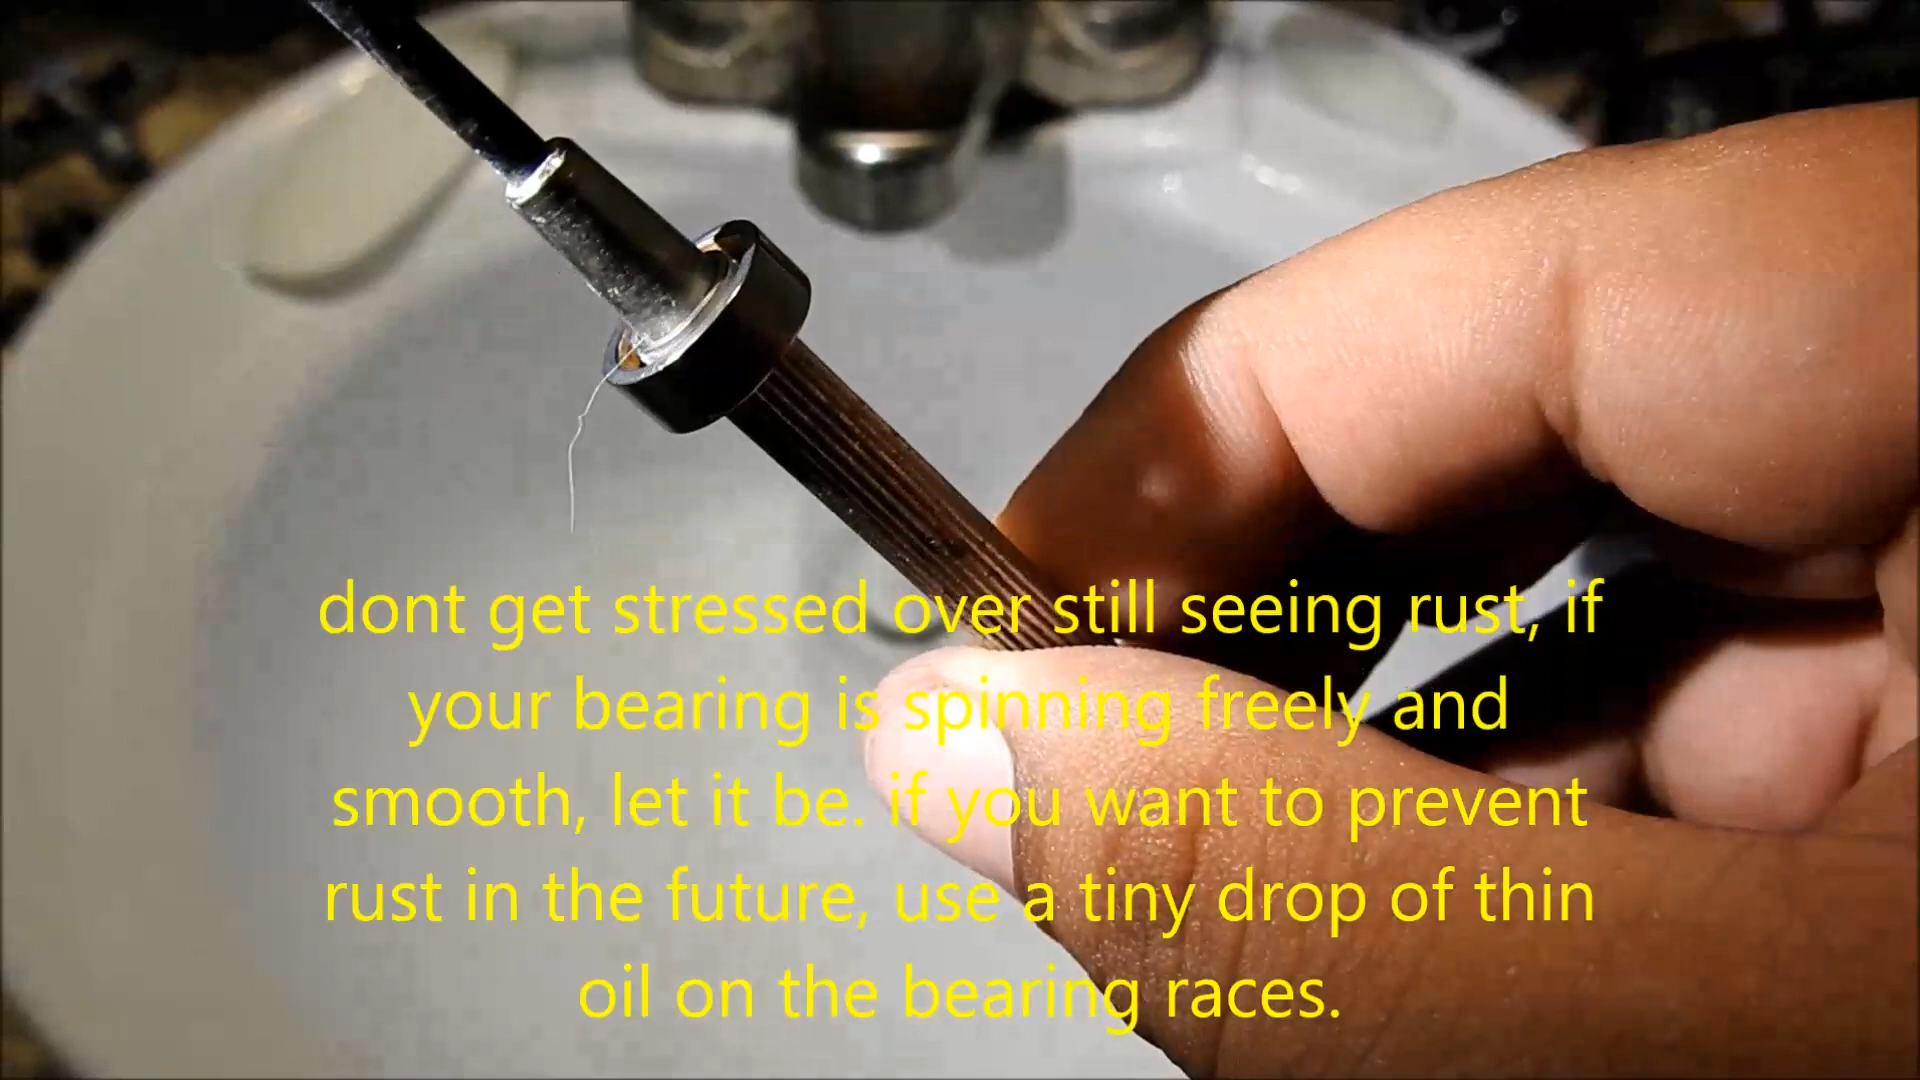 dont get stressed over still seeing rust, if
your bearing is spinning freely and
smooth, let it be. if you want to prevent
rust in the future, use a tiny drop of thin
oil on the bearing races.